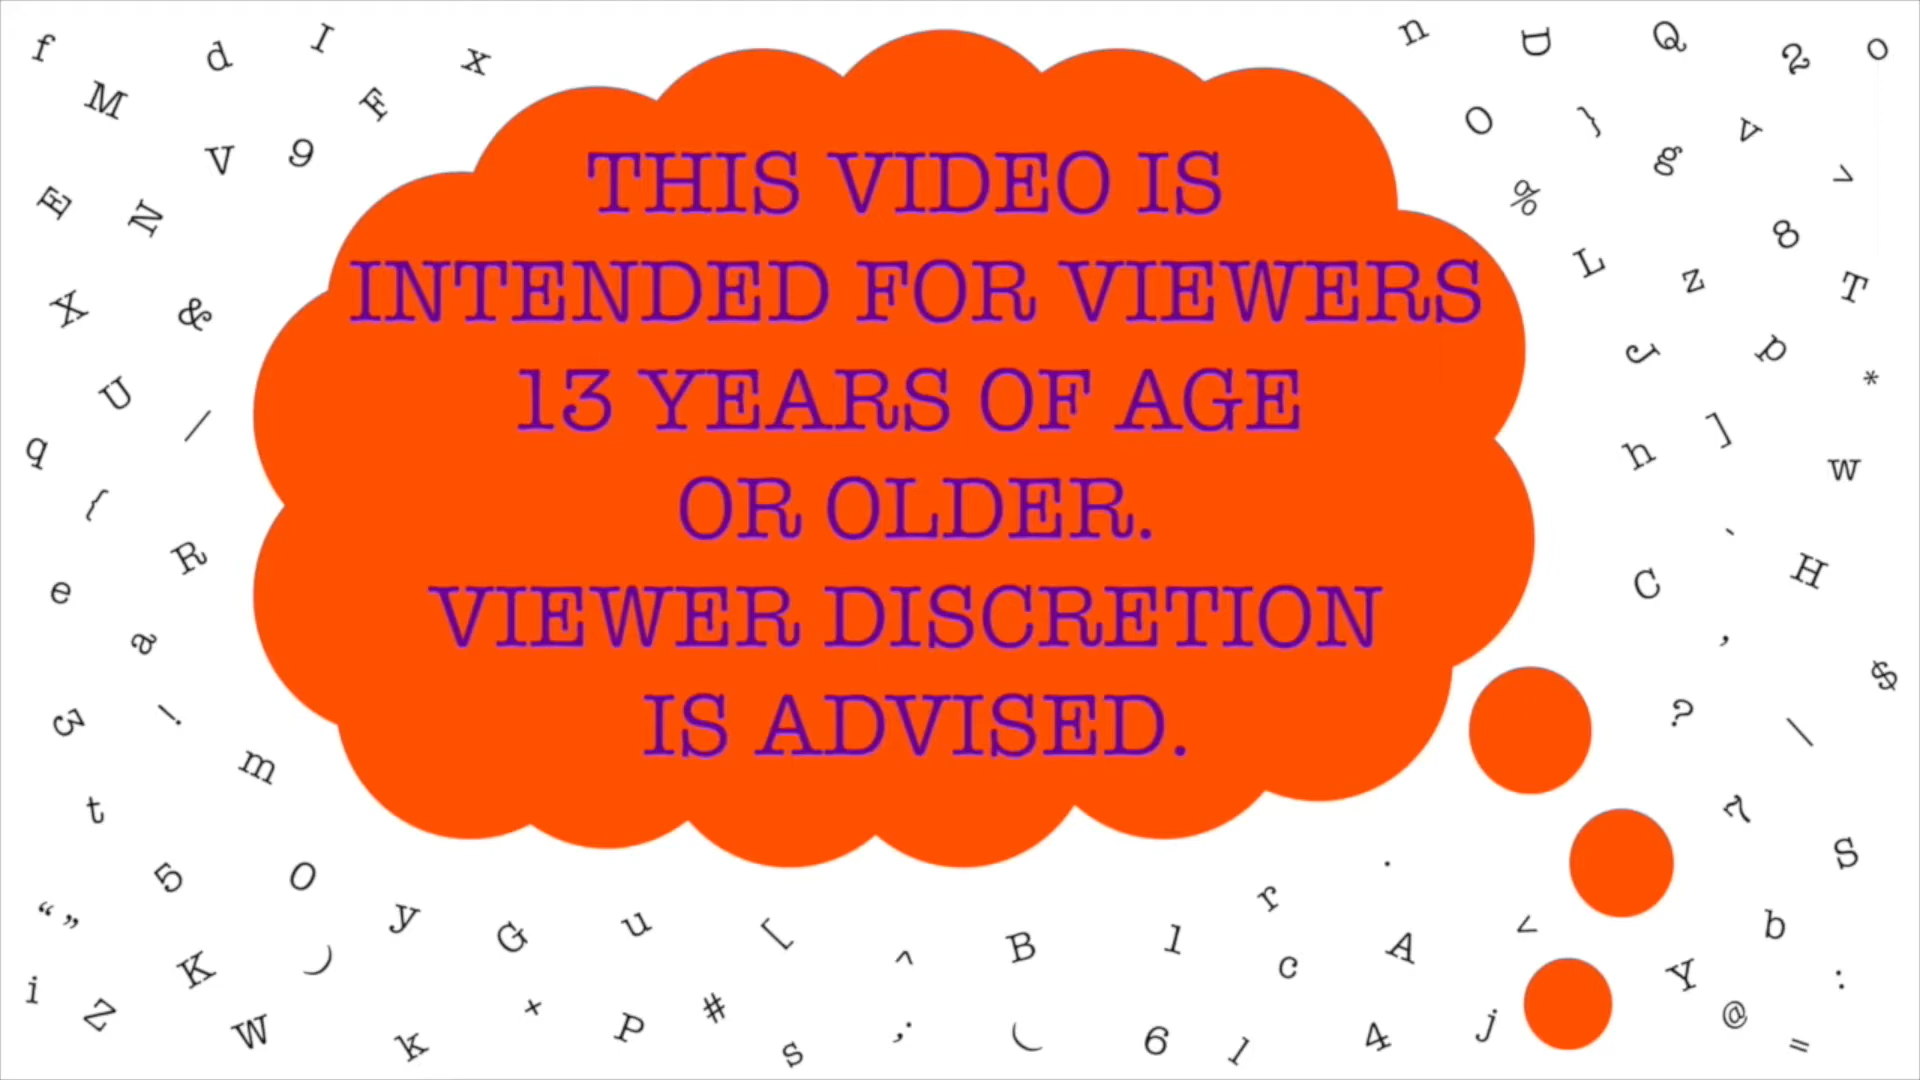 THIS VIDEO IS
INTENDED FOR VIEWERS
13 YEARS OF AGE
OR OLDER.
VIEWER DISCRETION
IS ADVISED.